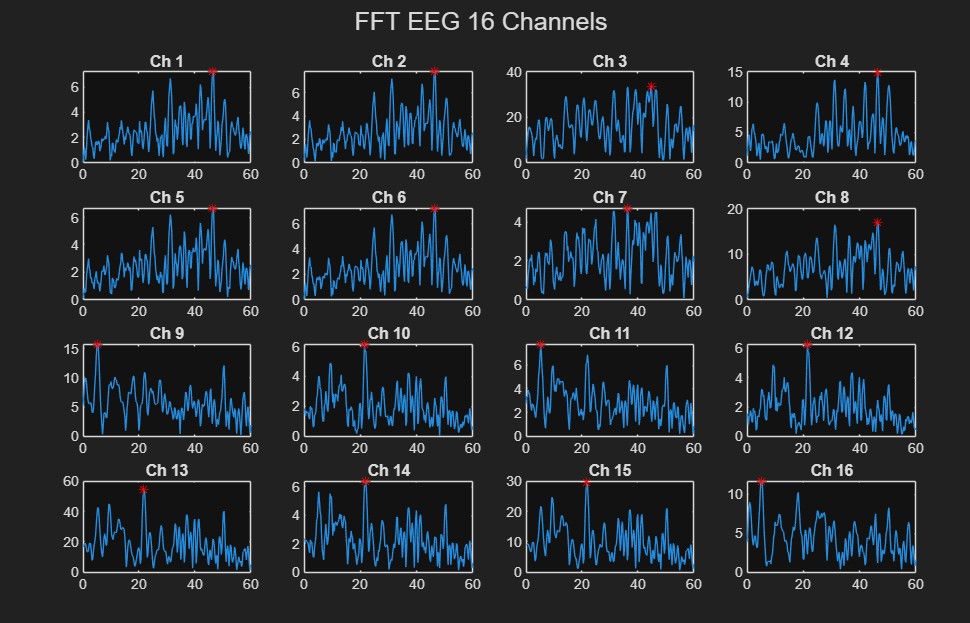 FFT EEG 16 Channels
Ch 1 Ch 2 Ch 3 Ch 4
6 4 2 0 6 4 2 0 40 20 0 15 10 5 0
0 20 40 60 0 20 40 60 0 20 40 60 0 20 40 60
Ch 5 Ch 6 Ch 7 Ch 8
6 4 2 0 6 4 2 0 4 2 0 20 10 0
0 20 40 60 0 20 40 60 0 20 40 60 0 20 40 60
Ch 9 Ch 10 Ch 11 Ch 12
15 10 5 0 6 4 2 0 6 4 2 0 6 4 2 0
0 20 40 60 0 20 40 60 0 20 40 60 0 20 40 60
Ch 13 Ch 14 Ch 15 Ch 16
60 40 20 0 6 4 2 0 30 20 10 0 10 5 0
0 20 40 60 0 20 40 60 0 20 40 60 0 20 40 60